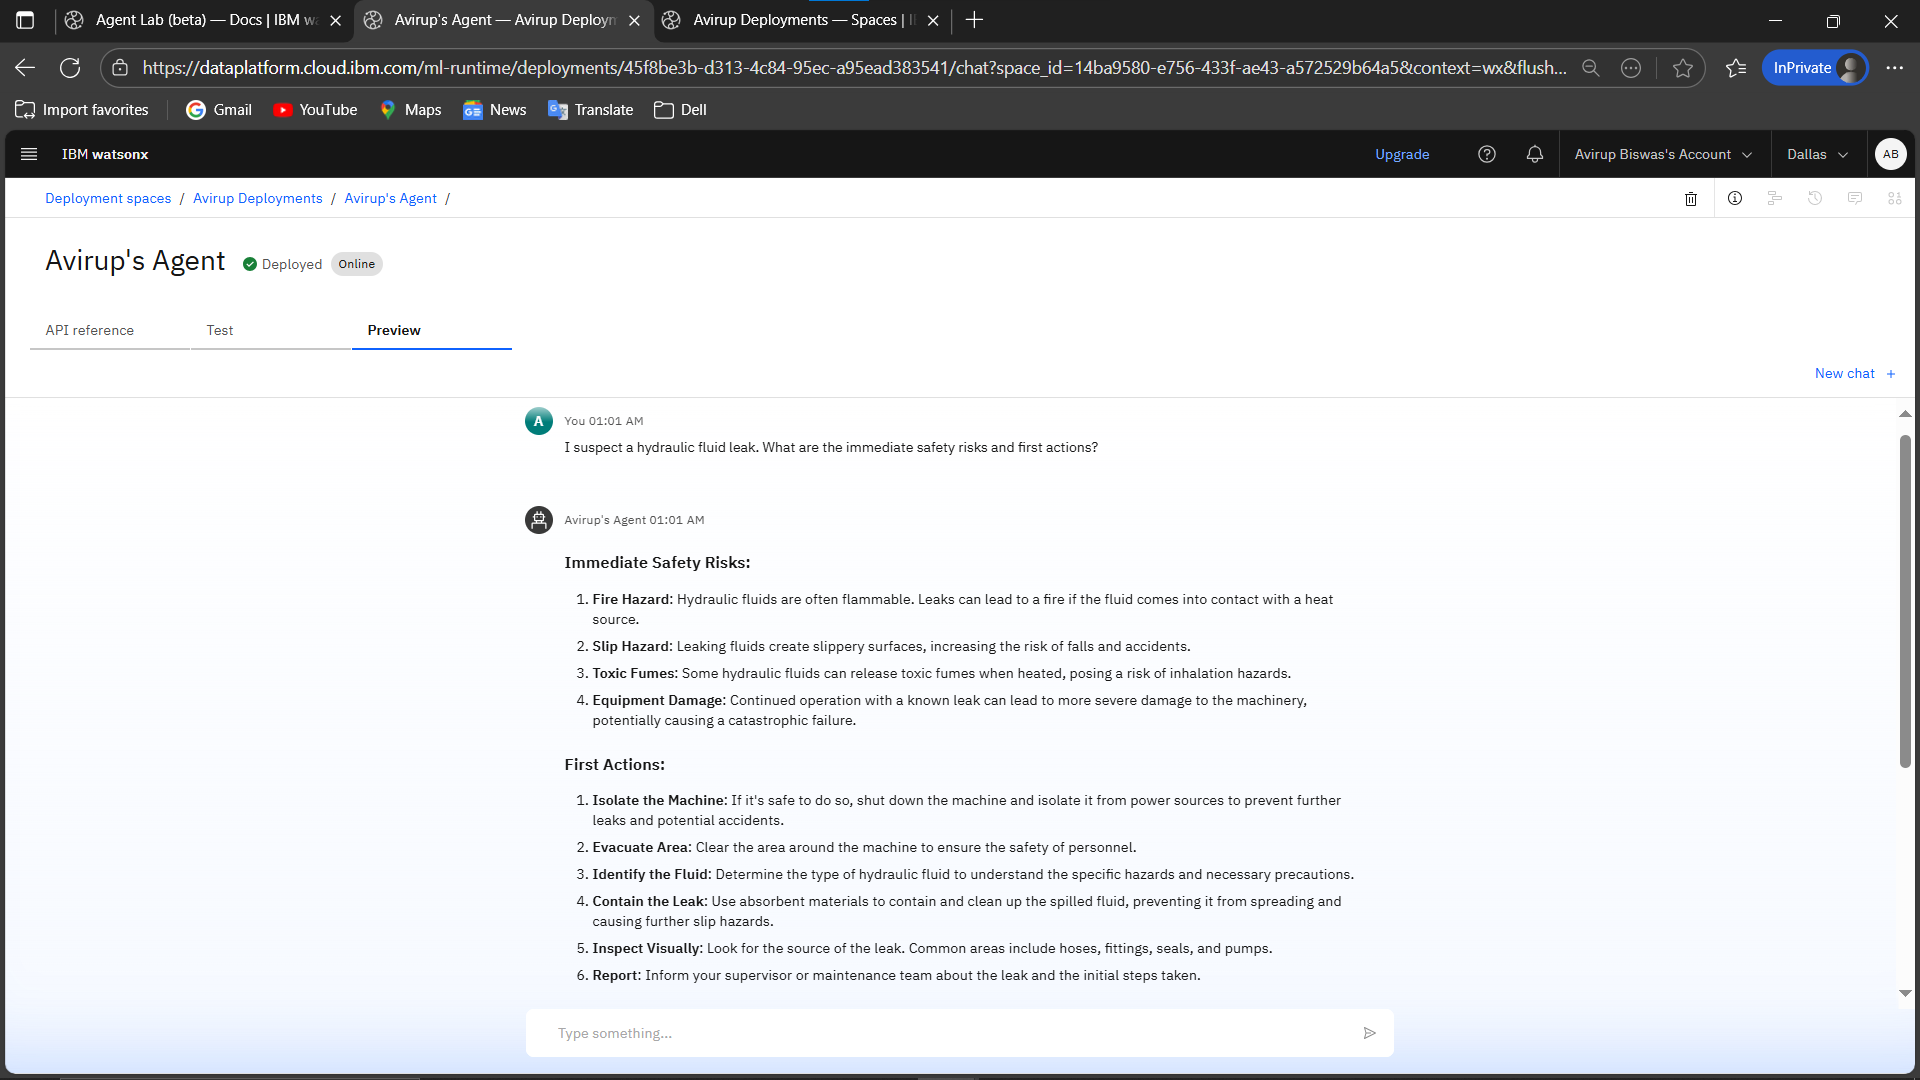 Agent Lab (beta) — Docs | IBM w
Avirup's Agent — Avirup Deploym
Avirup Deployments — Spaces |
https://dataplatform.cloud.ibm.com/ml-runtime/deployments/45f8be3b-d313-4c84-95ec-a95ead383541/chat?space_id=14ba9580-e756-433f-ae43-a572529b64a5&context=wx&flush...
InPrivate
Import favorites
Gmail
YouTube
Maps
News
Translate
Dell
IBM watsonx
Upgrade
Avirup Biswas's Account
Dallas
AB
Deployment spaces / Avirup Deployments / Avirup's Agent /
Avirup's Agent
Deployed
Online
API reference
Test
Preview
New chat +
A
You 01:01 AM
I suspect a hydraulic fluid leak. What are the immediate safety risks and first actions?
Avirup's Agent 01:01 AM
Immediate Safety Risks:
1. Fire Hazard: Hydraulic fluids are often flammable. Leaks can lead to a fire if the fluid comes into contact with a heat
source.
2. Slip Hazard: Leaking fluids create slippery surfaces, increasing the risk of falls and accidents.
3. Toxic Fumes: Some hydraulic fluids can release toxic fumes when heated, posing a risk of inhalation hazards.
4. Equipment Damage: Continued operation with a known leak can lead to more severe damage to the machinery,
potentially causing a catastrophic failure.
First Actions:
1. Isolate the Machine: If it's safe to do so, shut down the machine and isolate it from power sources to prevent further
leaks and potential accidents.
2. Evacuate Area: Clear the area around the machine to ensure the safety of personnel.
3. Identify the Fluid: Determine the type of hydraulic fluid to understand the specific hazards and necessary precautions.
4. Contain the Leak: Use absorbent materials to contain and clean up the spilled fluid, preventing it from spreading and
causing further slip hazards.
5. Inspect Visually: Look for the source of the leak. Common areas include hoses, fittings, seals, and pumps.
6. Report: Inform your supervisor or maintenance team about the leak and the initial steps taken.
Type something...